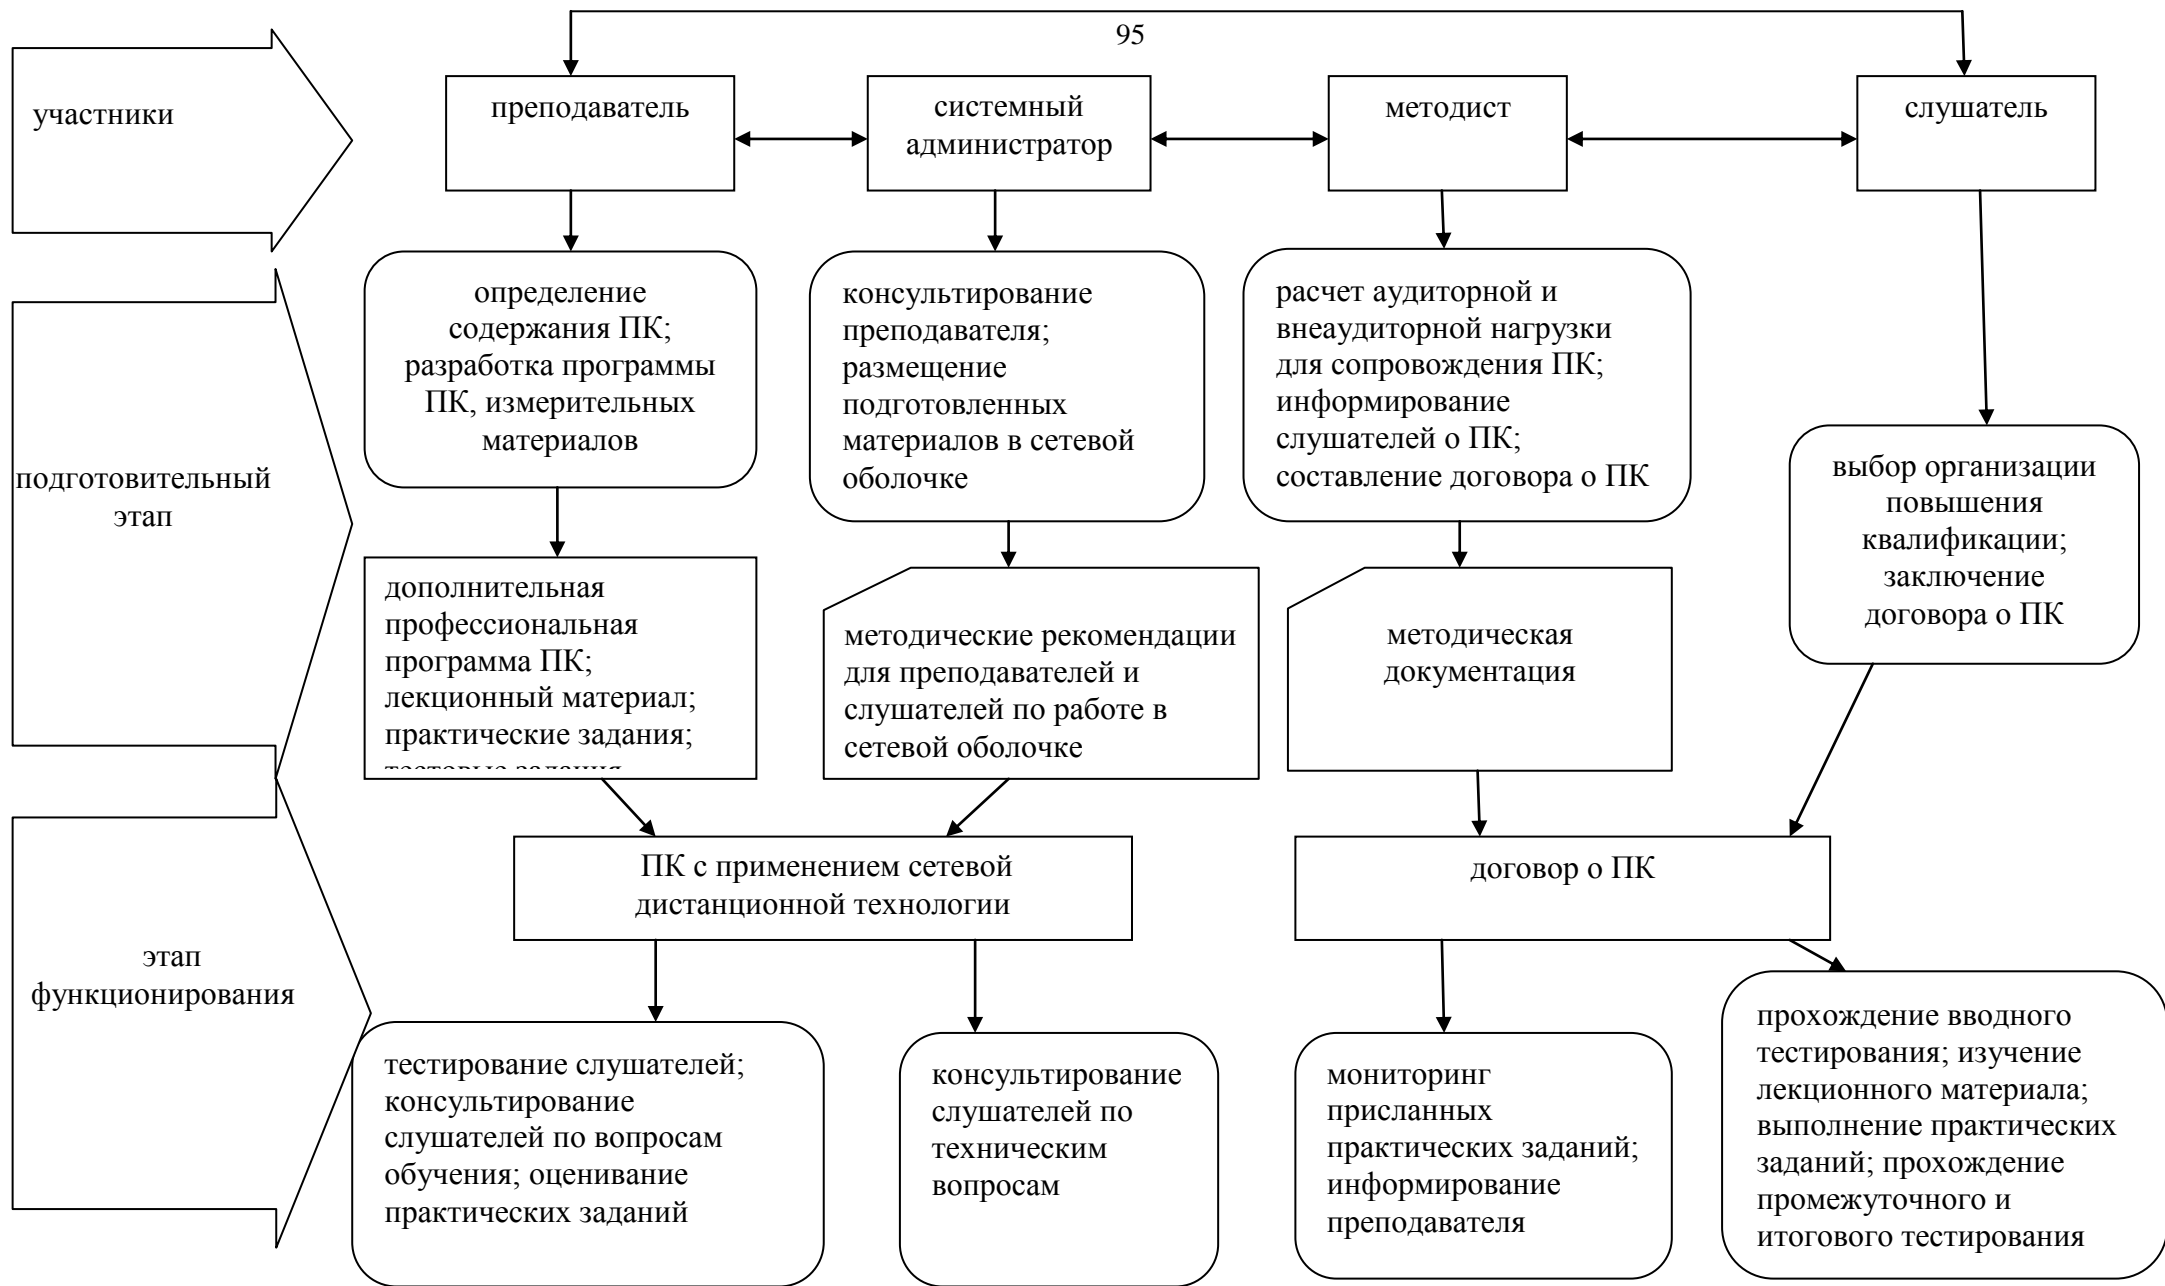 95
участники
преподаватель
системный
администратор
методист
слушатель
подготовительный
этап
определение
содержания ПК;
разработка программы
ПК, измерительных
материалов
консультирование
преподавателя;
размещение
подготовленных
материалов в сетевой
оболочке
расчет аудиторной и
внеаудиторной нагрузки
для сопровождения ПК;
информирование
слушателей о ПК;
составление договора о ПК
выбор организации
повышения
квалификации;
заключение
договора о ПК
дополнительная
профессиональная
программа ПК;
лекционный материал;
практические задания;
тестовые задания
методические рекомендации
для преподавателей и
слушателей по работе в
сетевой оболочке
методическая
документация
этап
функционирования
ПК с применением сетевой
дистанционной технологии
договор о ПК
тестирование слушателей;
консультирование
слушателей по вопросам
обучения; оценивание
практических заданий
консультирование
слушателей по
техническим
вопросам
мониторинг
присланных
практических заданий;
информирование
преподавателя
прохождение вводного
тестирования; изучение
лекционного материала;
выполнение практических
заданий; прохождение
промежуточного и
итогового тестирования